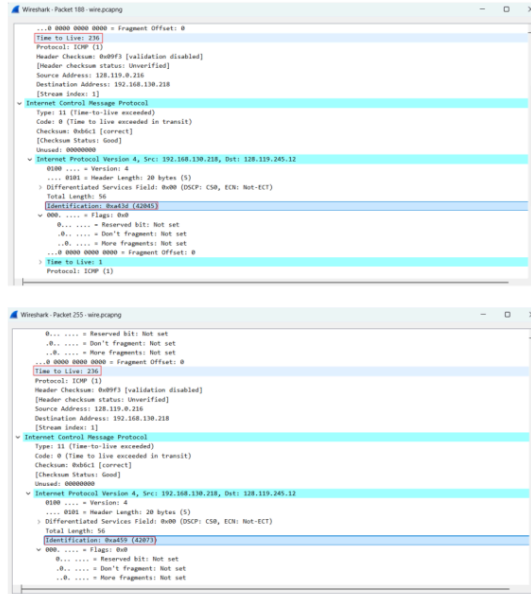 Wireshark · Packet 188 · wire.pcapng
...0 0000 0000 0000 = Fragment Offset: 0
Time to Live: 236
Protocol: ICMP (1)
Header Checksum: 0x09f3 [validation disabled]
[Header checksum status: Unverified]
Source Address: 128.119.0.216
Destination Address: 192.168.130.218
[Stream index: 1]
Internet Control Message Protocol
Type: 11 (Time-to-live exceeded)
Code: 0 (Time to live exceeded in transit)
Checksum: 0xb6c1 [correct]
[Checksum Status: Good]
Unused: 00000000
Internet Protocol Version 4, Src: 192.168.130.218, Dst: 128.119.245.12
0100 .... = Version: 4
.... 0101 = Header Length: 20 bytes (5)
Differentiated Services Field: 0x00 (DSCP: CS0, ECN: Not-ECT)
Total Length: 56
Identification: 0xa43d (42045)
000. .... = Flags: 0x0
0... .... = Reserved bit: Not set
.0.. .... = Don't fragment: Not set
..0. .... = More fragments: Not set
...0 0000 0000 0000 = Fragment Offset: 0
Time to Live: 1
Protocol: ICMP (1)
Wireshark · Packet 255 · wire.pcapng
0... .... = Reserved bit: Not set
.0.. .... = Don't fragment: Not set
..0. .... = More fragments: Not set
...0 0000 0000 0000 = Fragment Offset: 0
Time to Live: 236
Protocol: ICMP (1)
Header Checksum: 0x09f3 [validation disabled]
[Header checksum status: Unverified]
Source Address: 128.119.0.216
Destination Address: 192.168.130.218
[Stream index: 1]
Internet Control Message Protocol
Type: 11 (Time-to-live exceeded)
Code: 0 (Time to live exceeded in transit)
Checksum: 0xb6c1 [correct]
[Checksum Status: Good]
Unused: 00000000
Internet Protocol Version 4, Src: 192.168.130.218, Dst: 128.119.245.12
0100 .... = Version: 4
.... 0101 = Header Length: 20 bytes (5)
Differentiated Services Field: 0x00 (DSCP: CS0, ECN: Not-ECT)
Total Length: 56
Identification: 0xa459 (42073)
000. .... = Flags: 0x0
0... .... = Reserved bit: Not set
.0.. .... = Don't fragment: Not set
..0. .... = More fragments: Not set